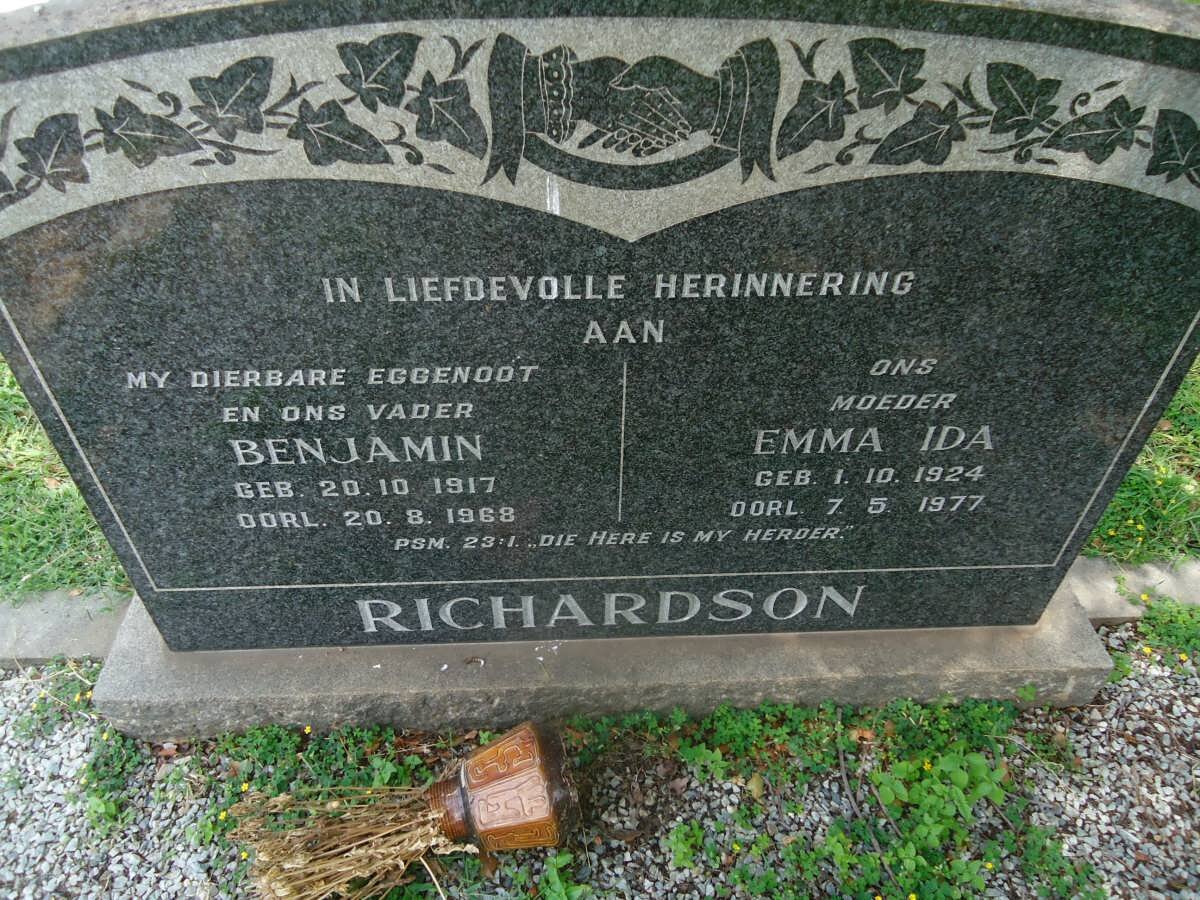 IN LIEFDEVOLLE HERINNERING
AAN
MY DIERBARE EGGENOOT
EN ONS VADER
BENJAMIN
GEB. 20.10 1917
OORL. 20. 8. 1968
ONS
MOEDER
EMMA IDA
GEB. 1. 10. 1924
OORL. 7. 5. 1977
PSM. 23:1. „DIE HERE IS MY HERDER.”
RICHARDSON